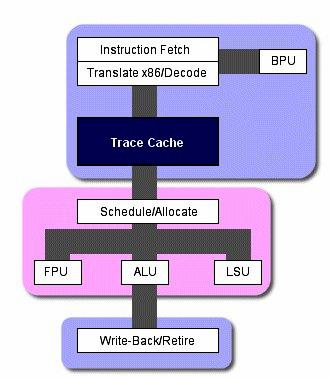 Instruction Fetch
BPU
Translate x86/Decode
Trace Cache
Schedule/Allocate
FPU
ALU
LSU
Write-Back/Retire